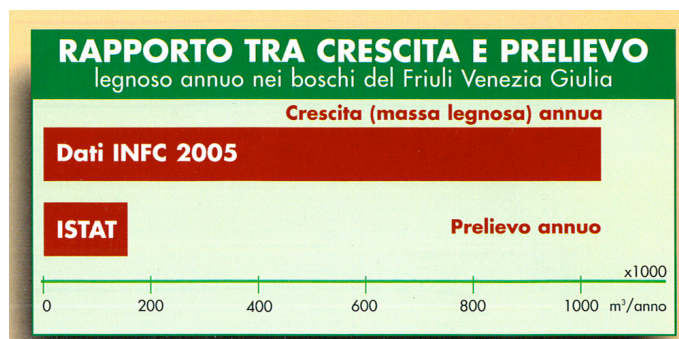 RAPPORTO TRA CRESCITA E PRELIEVO
legnoso annuo nei boschi del Friuli Venezia Giulia
Crescita (massa legnosa) annua
Dati INFC 2005
ISTAT
Prelievo annuo
x1000
0 200 400 600 800 1000 m³/anno